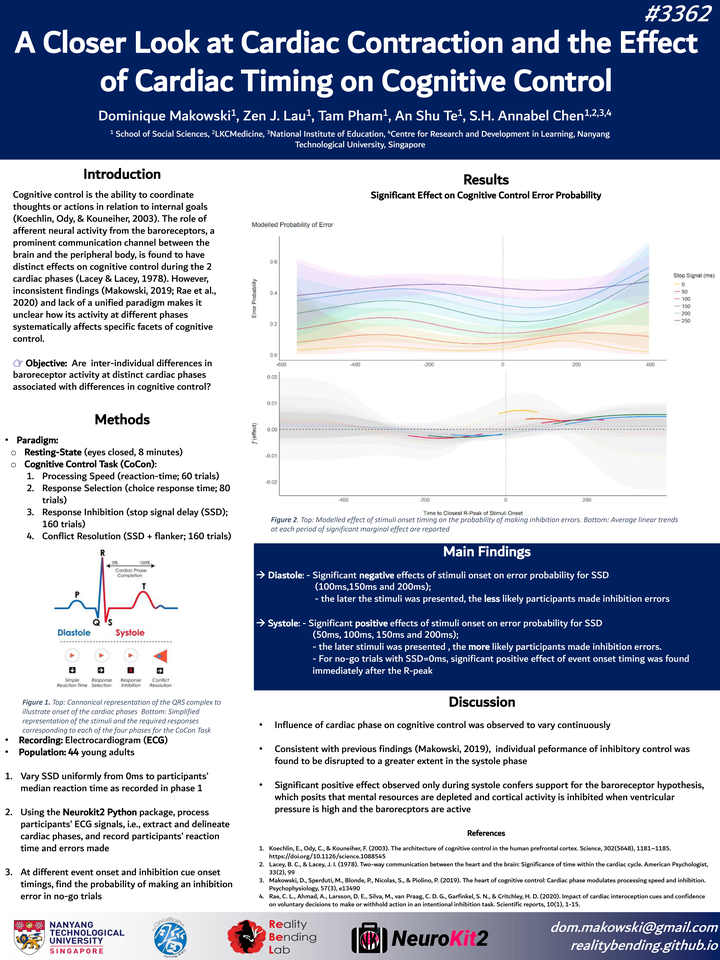 #3362
A Closer Look at Cardiac Contraction and the Effect
of Cardiac Timing on Cognitive Control
Dominique Makowski1, Zen J. Lau1, Tam Pham1, An Shu Te1, S.H. Annabel Chen1,2,3,4
1 School of Social Sciences, 2LKCMedicine, 3National Institute of Education, 4Centre for Research and Development in Learning, Nanyang
Technological University, Singapore
Introduction
Cognitive control is the ability to coordinate
thoughts or actions in relation to internal goals
(Koechlin, Ody, & Kouneiher, 2003). The role of
afferent neural activity from the baroreceptors, a
prominent communication channel between the
brain and the peripheral body, is found to have
distinct effects on cognitive control during the 2
cardiac phases (Lacey & Lacey, 1978). However,
inconsistent findings (Makowski, 2019; Rae et al.,
2020) and lack of a unified paradigm makes it
unclear how its activity at different phases
systematically affects specific facets of cognitive
control.
Objective: Are inter-individual differences in
baroreceptor activity at distinct cardiac phases
associated with differences in cognitive control?
Methods
• Paradigm:
o Resting-State (eyes closed, 8 minutes)
o Cognitive Control Task (CoCon):
1. Processing Speed (reaction-time; 60 trials)
2. Response Selection (choice response time; 80
trials)
3. Response Inhibition (stop signal delay (SSD);
160 trials)
4. Conflict Resolution (SSD + flanker; 160 trials)
R
0% 100%
Cardiac Phase
Completion
P
T
Q S
Diastole Systole
Simple
Reaction Time
Response
Selection
Response
Inhibition
Conflict
Resolution
Figure 1. Top: Cannonical representation of the QRS complex to
illustrate onset of the cardiac phases Bottom: Simplified
representation of the stimuli and the required responses
corresponding to each of the four phases for the CoCon Task
• Recording: Electrocardiogram (ECG)
• Population: 44 young adults
1. Vary SSD uniformly from 0ms to participants'
median reaction time as recorded in phase 1
2. Using the Neurokit2 Python package, process
participants' ECG signals, i.e., extract and delineate
cardiac phases, and record participants' reaction
time and errors made
3. At different event onset and inhibition cue onset
timings, find the probability of making an inhibition
error in no-go trials
Results
Significant Effect on Cognitive Control Error Probability
Modelled Probability of Error
Error Probability
0.6
0.4
0.2
0.0
-600 -400 -200 0 200 400
Stop Signal (ms)
0
50
100
150
200
250
f'(effect)
0.02
0.01
0.00
-0.01
-0.02
-400 -200 0 200
Time to Closest R-Peak of Stimuli Onset
Figure 2. Top: Modelled effect of stimuli onset timing on the probability of making inhibition errors. Bottom: Average linear trends
at each period of significant marginal effect are reported
Main Findings
→ Diastole: - Significant negative effects of stimuli onset on error probability for SSD
(100ms,150ms and 200ms);
- the later the stimuli was presented, the less likely participants made inhibition errors
→ Systole: - Significant positive effects of stimuli onset on error probability for SSD
(50ms, 100ms, 150ms and 200ms);
- the later stimuli was presented , the more likely participants made inhibition errors.
- For no-go trials with SSD=0ms, significant positive effect of event onset timing was found
immediately after the R-peak
Discussion
• Influence of cardiac phase on cognitive control was observed to vary continuously
• Consistent with previous findings (Makowski, 2019), individual peformance of inhibitory control was
found to be disrupted to a greater extent in the systole phase
• Significant positive effect observed only during systole confers support for the baroreceptor hypothesis,
which posits that mental resources are depleted and cortical activity is inhibited when ventricular
pressure is high and the barorecptors are active
References
1. Koechlin, E., Ody, C., & Kouneiher, F. (2003). The architecture of cognitive control in the human prefrontal cortex. Science, 302(5648), 1181–1185.
https://doi.org/10.1126/science.1088545
2. Lacey, B. C., & Lacey, J. I. (1978). Two-way communication between the heart and the brain: Significance of time within the cardiac cycle. American Psychologist,
33(2), 99
3. Makowski, D., Sperduti, M., Blonde, P., Nicolas, S., & Piolino, P. (2019). The heart of cognitive control: Cardiac phase modulates processing speed and inhibition.
Psychophysiology, 57(3), e13490
4. Rae, C. L., Ahmad, A., Larsson, D. E., Silva, M., van Praag, C. D. G., Garfinkel, S. N., & Critchley, H. D. (2020). Impact of cardiac interoception cues and confidence
on voluntary decisions to make or withhold action in an intentional inhibition task. Scientific reports, 10(1), 1-15.
NANYANG
TECHNOLOGICAL
UNIVERSITY
SINGAPORE
Reality
Bending
Lab
NeuroKit2
dom.makowski@gmail.com
realitybending.github.io